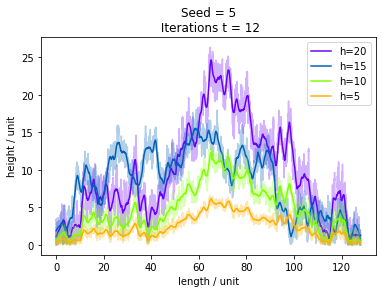 Seed = 5
Iterations t = 12
h=20
h=15
h=10
h=5
height / unit
25
20
15
10
5
0
0 20 40 60 80 100 120
length / unit